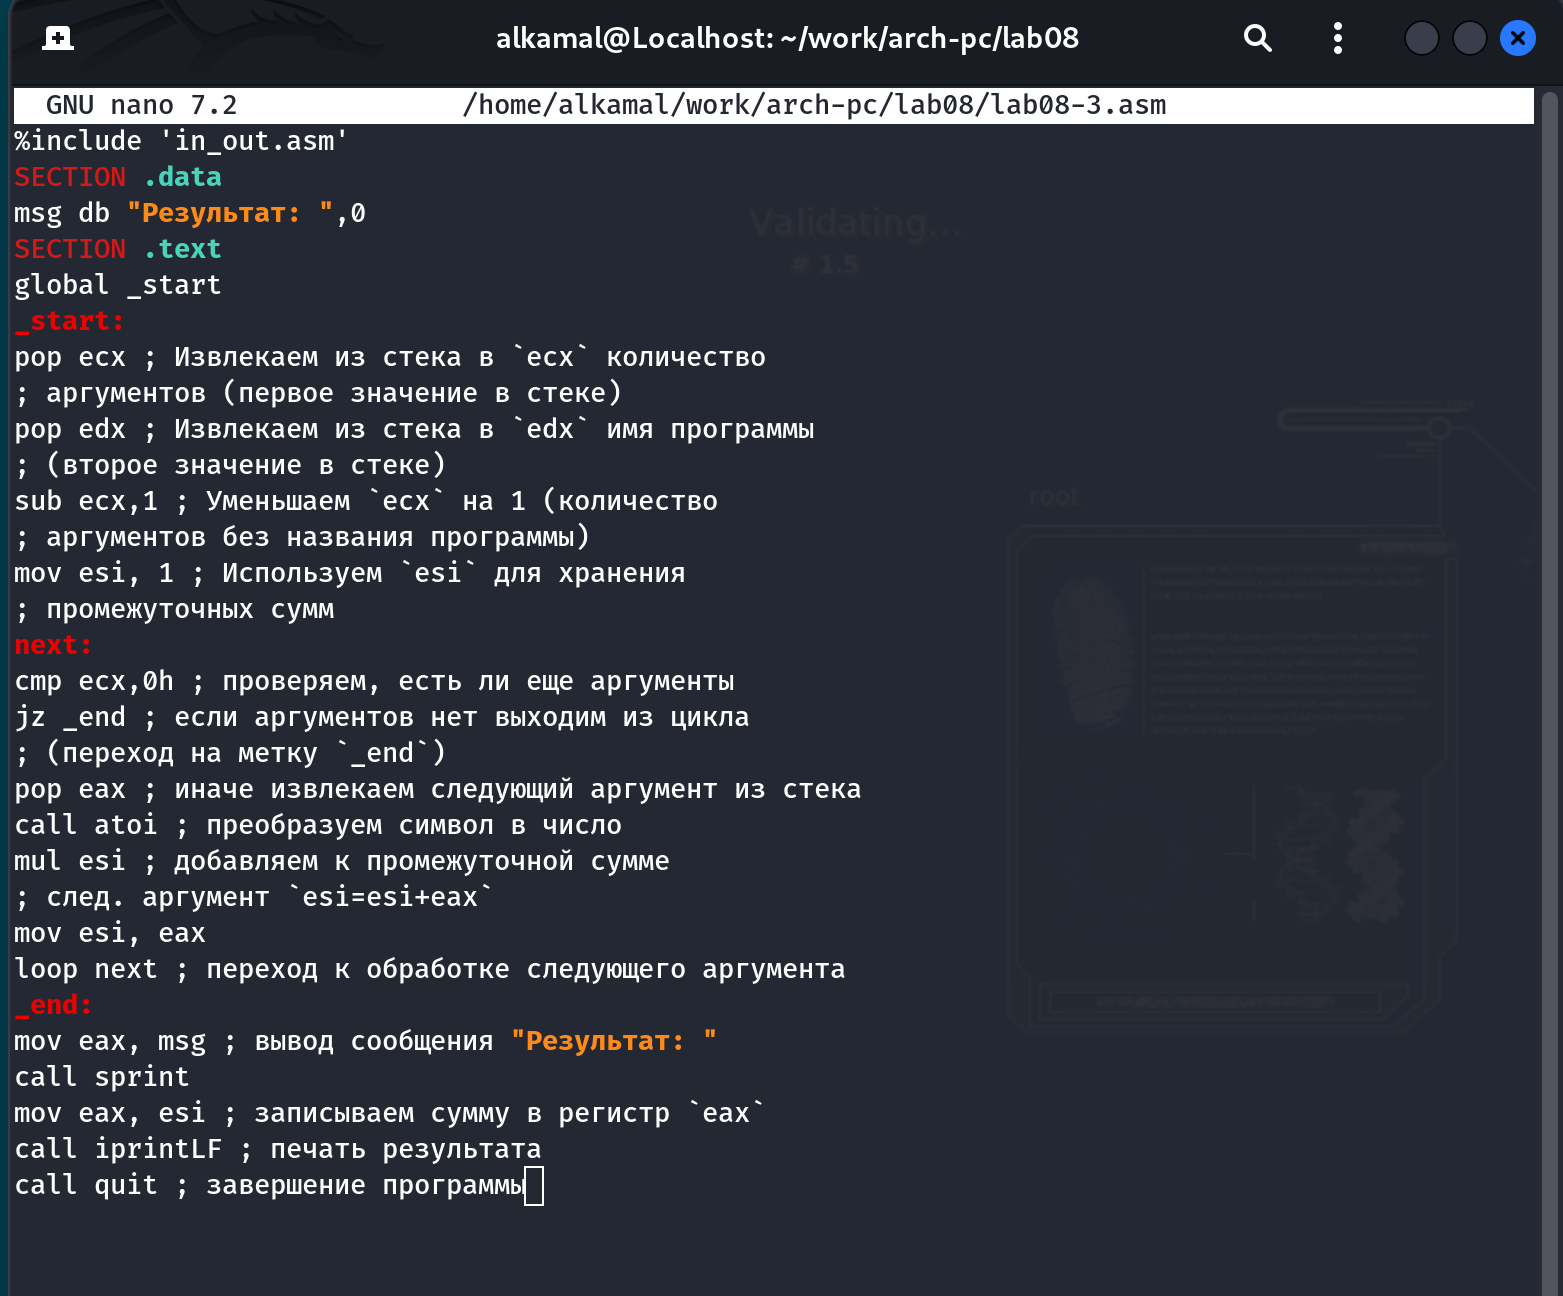 alkamal@Localhost: ~/work/arch-pc/lab08
GNU nano 7.2 /home/alkamal/work/arch-pc/lab08/lab08-3.asm
%include 'in_out.asm'
SECTION .data
msg db "Результат: ",0
SECTION .text
global _start
_start:
pop ecx ; Извлекаем из стека в `ecx` количество
; аргументов (первое значение в стеке)
pop edx ; Извлекаем из стека в `edx` имя программы
; (второе значение в стеке)
sub ecx,1 ; Уменьшаем `ecx` на 1 (количество
; аргументов без названия программы)
mov esi, 1 ; Используем `esi` для хранения
; промежуточных сумм
next:
cmp ecx,0h ; проверяем, есть ли еще аргументы
jz _end ; если аргументов нет выходим из цикла
; (переход на метку `_end`)
pop eax ; иначе извлекаем следующий аргумент из стека
call atoi ; преобразуем символ в число
mul esi ; добавляем к промежуточной сумме
; след. аргумент `esi=esi+eax`
mov esi, eax
loop next ; переход к обработке следующего аргумента
_end:
mov eax, msg ; вывод сообщения "Результат: "
call sprint
mov eax, esi ; записываем сумму в регистр `eax`
call iprintLF ; печать результата
call quit ; завершение программы
Validating...
# 1.5
root